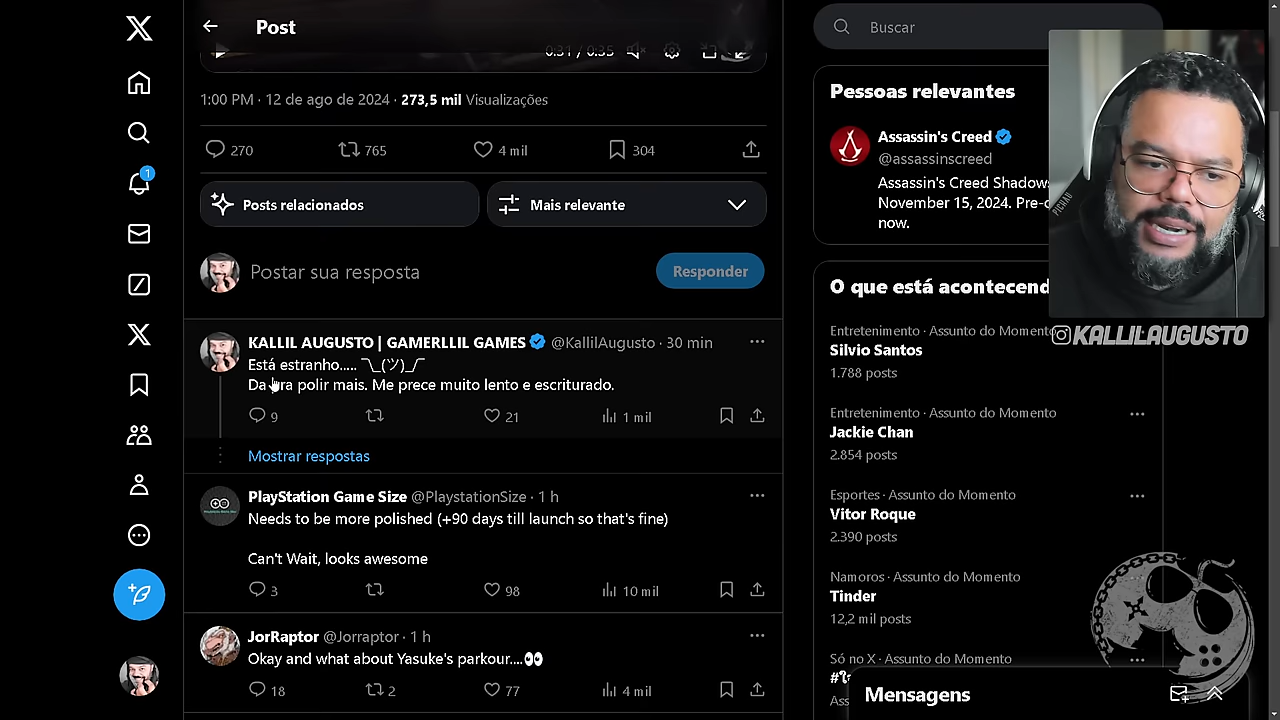 Post
Buscar
0:31 / 0:35
1:00 PM · 12 de ago de 2024 · 273,5 mil Visualizações
270
765
4 mil
304
Posts relacionados
Mais relevante
Postar sua resposta
Responder
KALLIL AUGUSTO | GAMERLLIL GAMES @KallilAugusto · 30 min
Está estranho..... ¯\_(ツ)_/¯
polir mais. Me prece muito lento e escriturado.
9
21
1 mil
Mostrar respostas
PlayStation Game Size @PlaystationSize · 1 h
Needs to be more polished (+90 days till launch so that's fine)
Can't Wait, looks awesome
3
98
10 mil
JorRaptor @Jorraptor · 1 h
Okay and what about Yasuke's parkour....👀
18
2
77
4 mil
1
Pessoas relevantes
Assassin's Creed
@assassinscreed
Assassin's Creed Shadows
November 15, 2024.
now.
PICHAU
KALLILAUGUSTO
O que está acontecend
Entretenimento · Assunto do Momento
Silvio Santos
1.788 posts
Entretenimento · Assunto do Momento
Jackie Chan
2.854 posts
Esportes · Assunto do Momento
Vitor Roque
2.390 posts
Namoros · Assunto do Momento
Tinder
12,2 mil posts
Só no X · Assunto do Momento
Mensagens